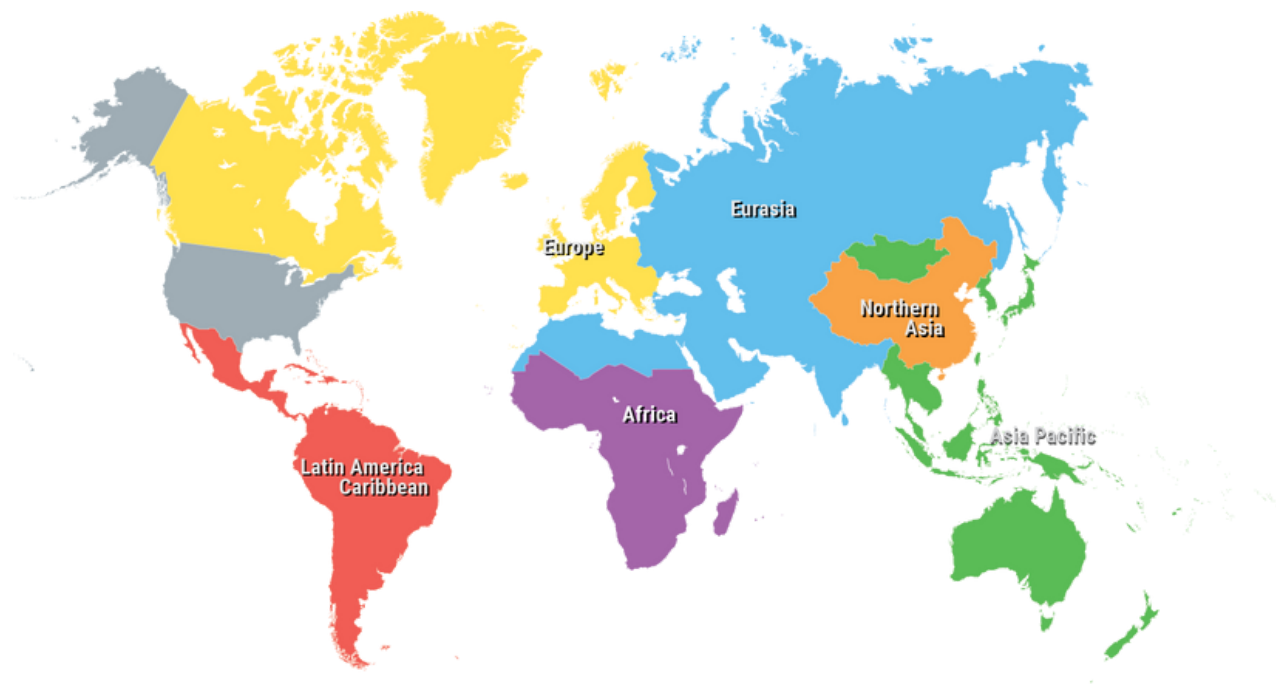 Eurasia
Europe
Northern
Asia
Africa
Asia Pacific
Latin America
Caribbean